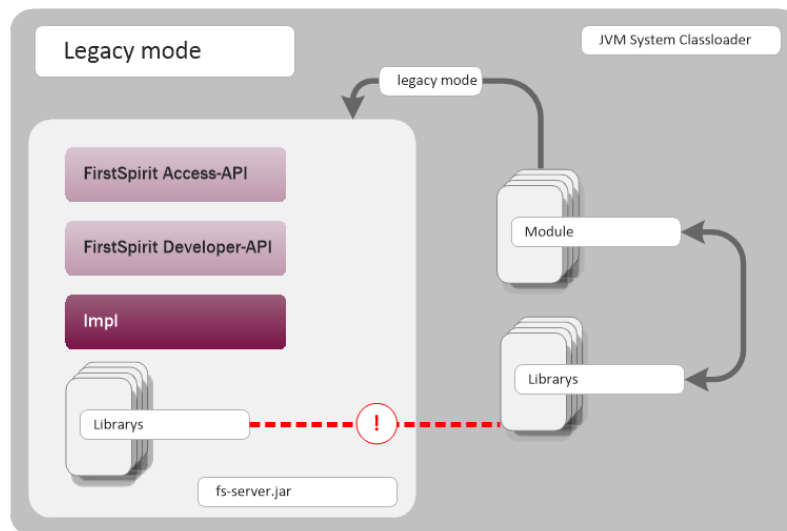 Legacy mode
JVM System Classloader
legacy mode
FirstSpirit Access-API
FirstSpirit Developer-API
Module
Impl
Librarys
Librarys
!
fs-server.jar